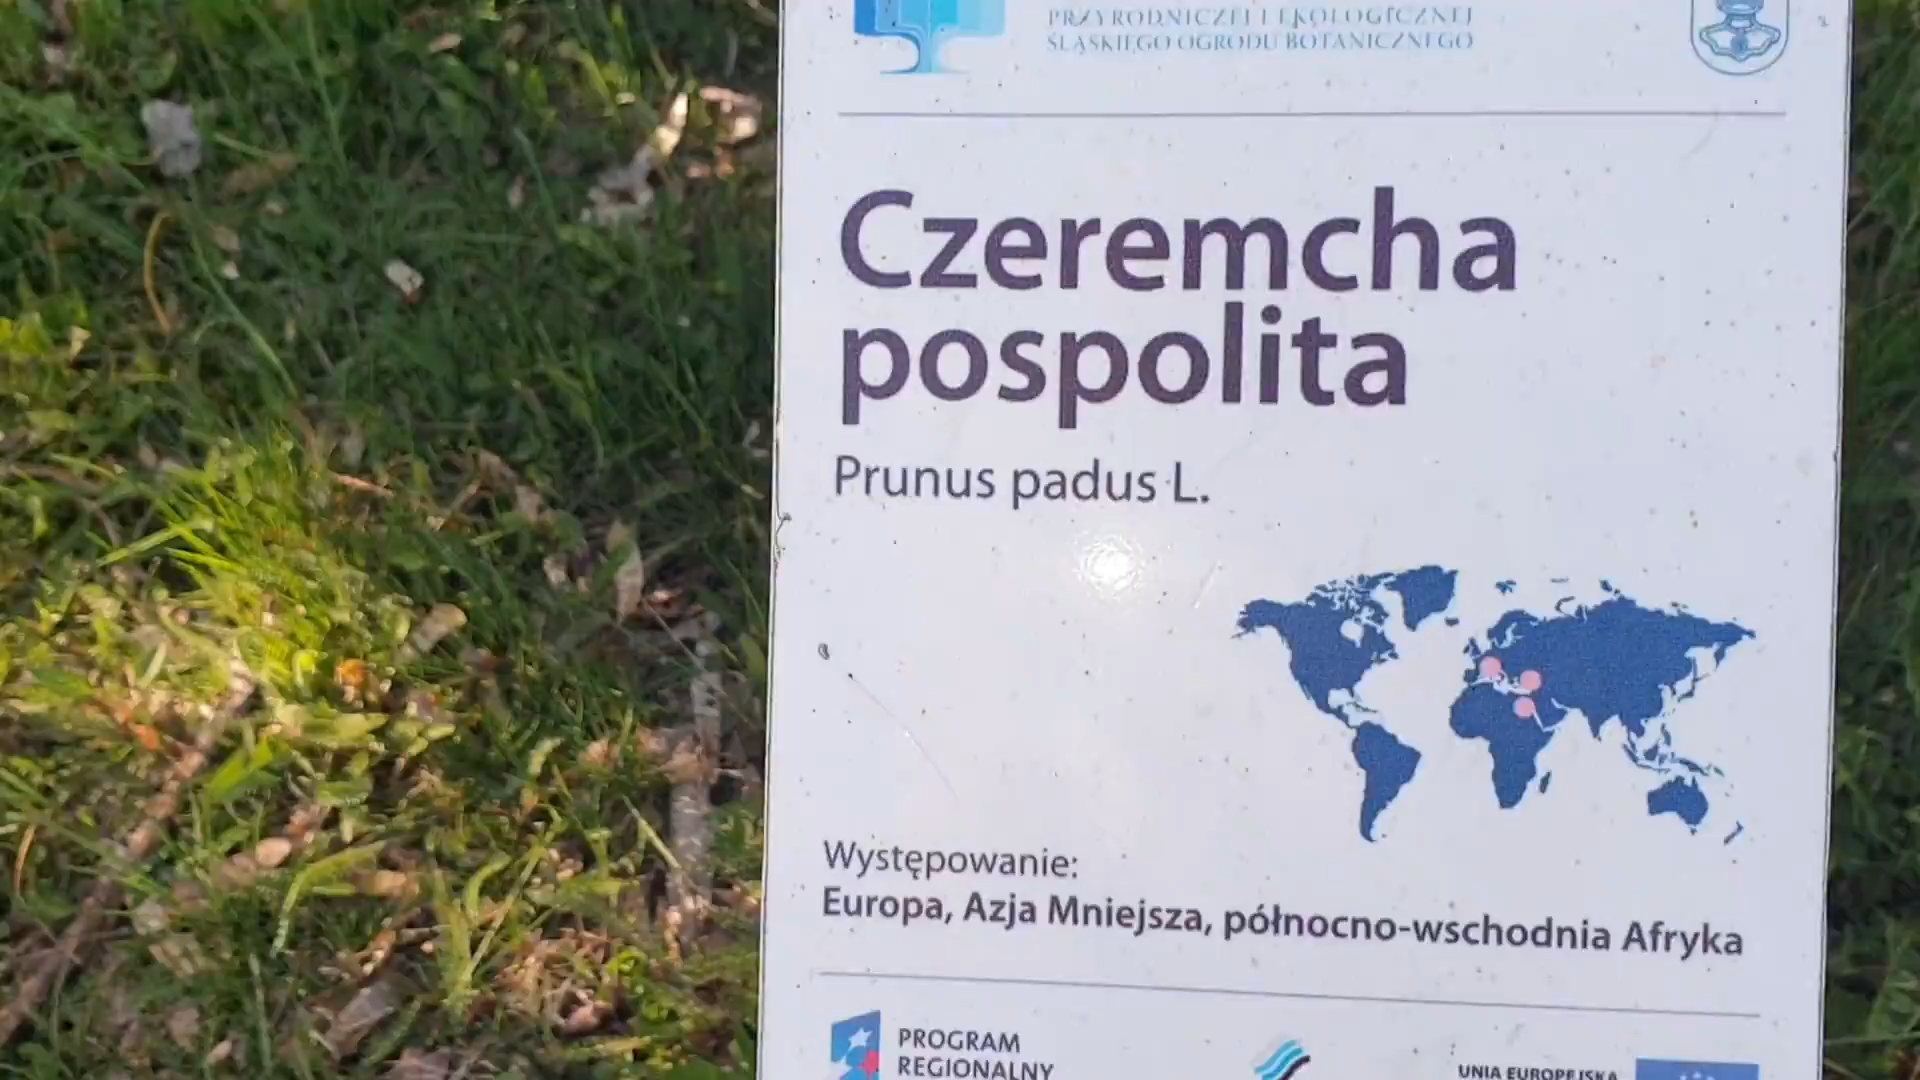 PRZYRODNICZEJ I EKOLOGICZNEJ
ŚLĄSKIEGO OGRODU BOTANICZNEGO
Czeremcha
pospolita
Prunus padus L.
Występowanie:
Europa, Azja Mniejsza, północno-wschodnia Afryka
PROGRAM
REGIONALNY
UNIA EUROPEJSKA